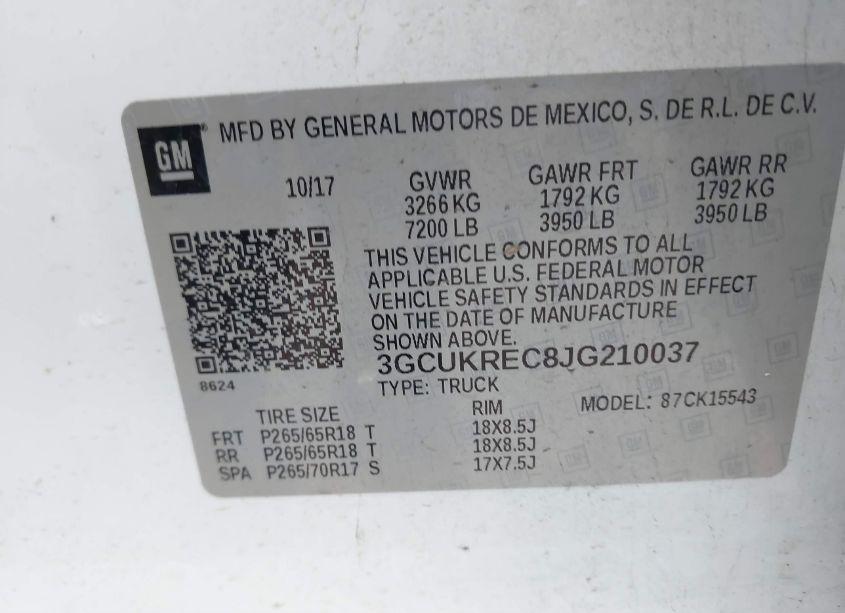 GM
MFD BY GENERAL MOTORS DE MEXICO, S. DE R.L. DE C.V.
10/17
GVWR
3266 KG
7200 LB
GAWR FRT
1792 KG
3950 LB
GAWR RR
1792 KG
3950 LB
THIS VEHICLE CONFORMS TO ALL
APPLICABLE U.S. FEDERAL MOTOR
VEHICLE SAFETY STANDARDS IN EFFECT
ON THE DATE OF MANUFACTURE
SHOWN ABOVE.
3GCUKREC8JG210037
8624
TYPE: TRUCK
MODEL: 87CK15543
TIRE SIZE RIM
FRT P265/65R18 T 18X8.5J
RR P265/65R18 T 18X8.5J
SPA P265/70R17 S 17X7.5J